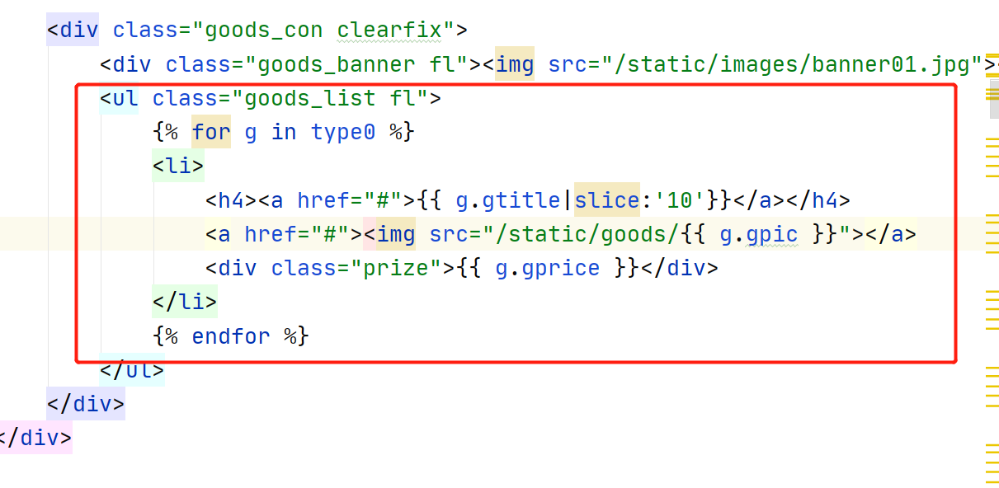 <div class="goods_con clearfix">
<div class="goods_banner fl"><img src="/static/images/banner01.jpg">
<ul class="goods_list fl">
{% for g in type0 %}
<li>
<h4><a href="#">{{ g.gtitle|slice:'10'}}</a></h4>
<a href="#"><img src="/static/goods/{{ g.gpic }}"></a>
<div class="prize">{{ g.gprice }}</div>
</li>
{% endfor %}
</ul>
</div>
</div>